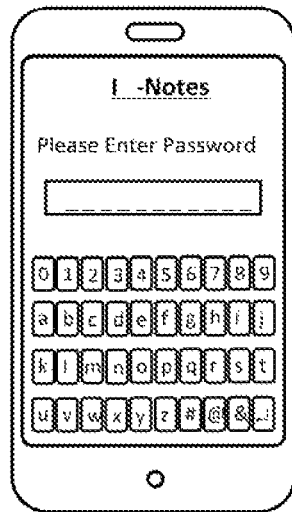 I -Notes
Please Enter Password
_ _ _ _ _ _ _ _ _ _ _
0 1 2 3 4 5 6 7 8 9
a b c d e f g h i j
k l m n o p q r s t
u v w x y z # @ &